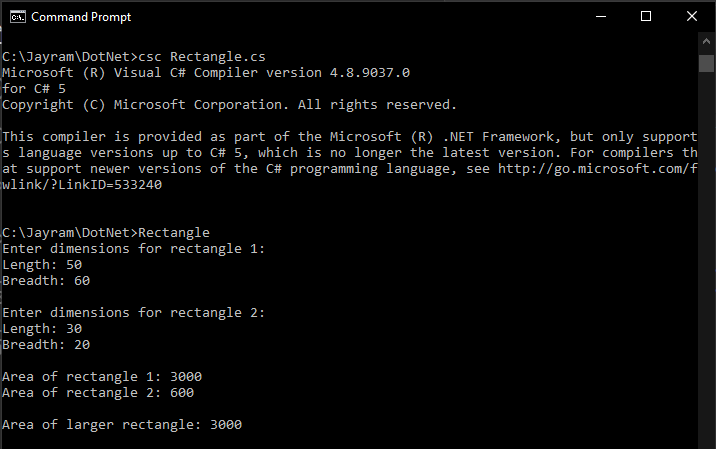 Command Prompt
C:\Jayram\DotNet>csc Rectangle.cs
Microsoft (R) Visual C# Compiler version 4.8.9037.0
for C# 5
Copyright (C) Microsoft Corporation. All rights reserved.
This compiler is provided as part of the Microsoft (R) .NET Framework, but only support
s language versions up to C# 5, which is no longer the latest version. For compilers th
at support newer versions of the C# programming language, see http://go.microsoft.com/f
wlink/?LinkID=533240
C:\Jayram\DotNet>Rectangle
Enter dimensions for rectangle 1:
Length: 50
Breadth: 60
Enter dimensions for rectangle 2:
Length: 30
Breadth: 20
Area of rectangle 1: 3000
Area of rectangle 2: 600
Area of larger rectangle: 3000